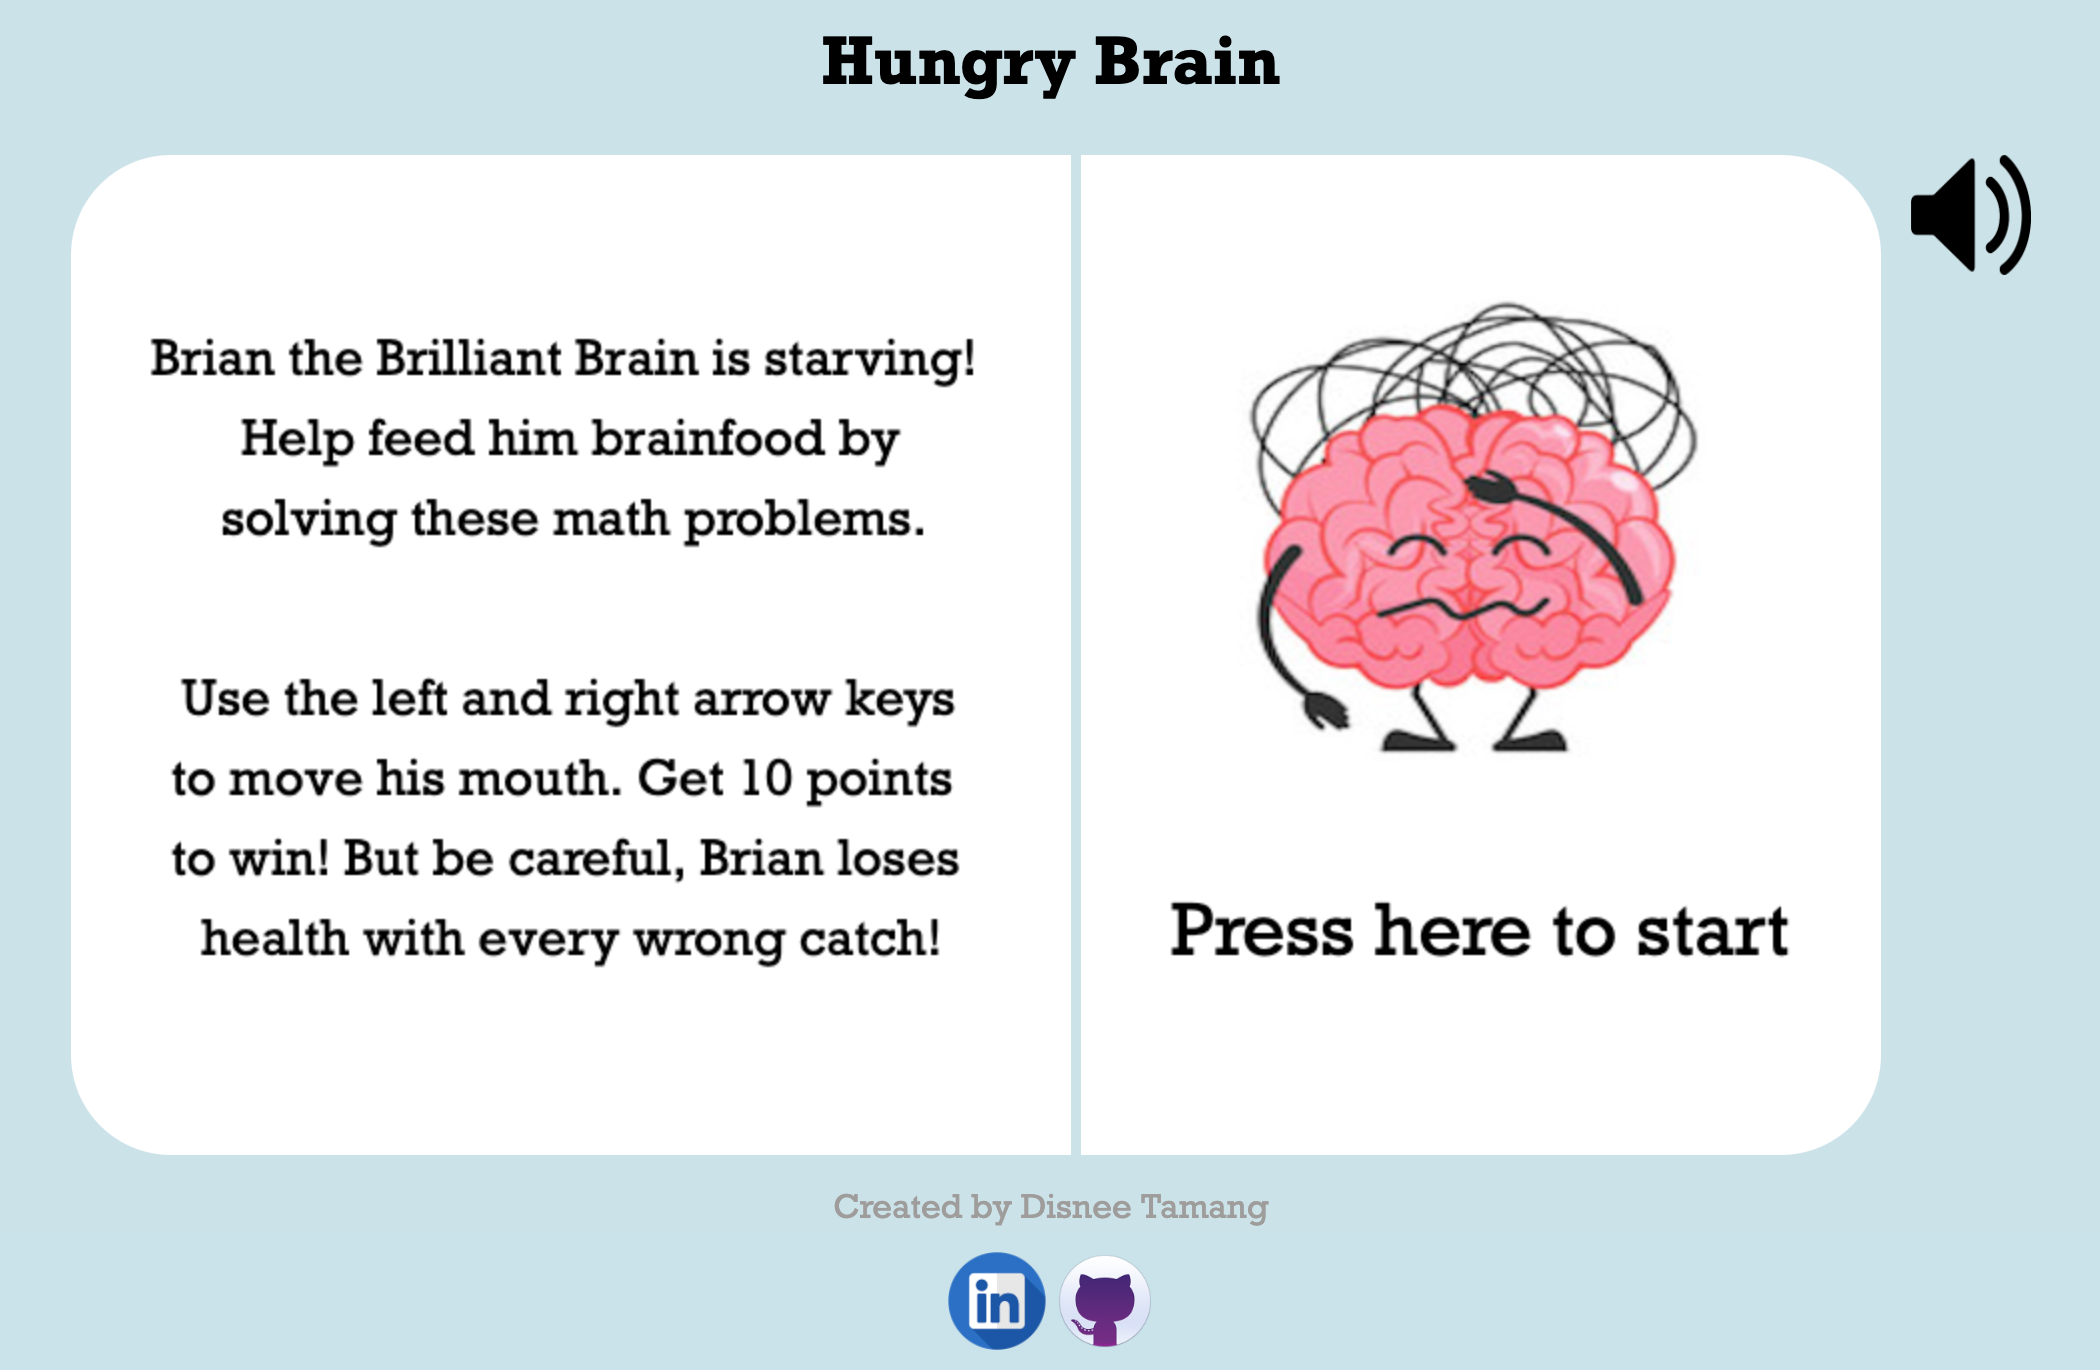 Hungry Brain
Brian the Brilliant Brain is starving!
Help feed him brainfood by
solving these math problems.
Use the left and right arrow keys
to move his mouth. Get 10 points
to win! But be careful, Brian loses
health with every wrong catch!
Press here to start
Created by Disnee Tamang
in